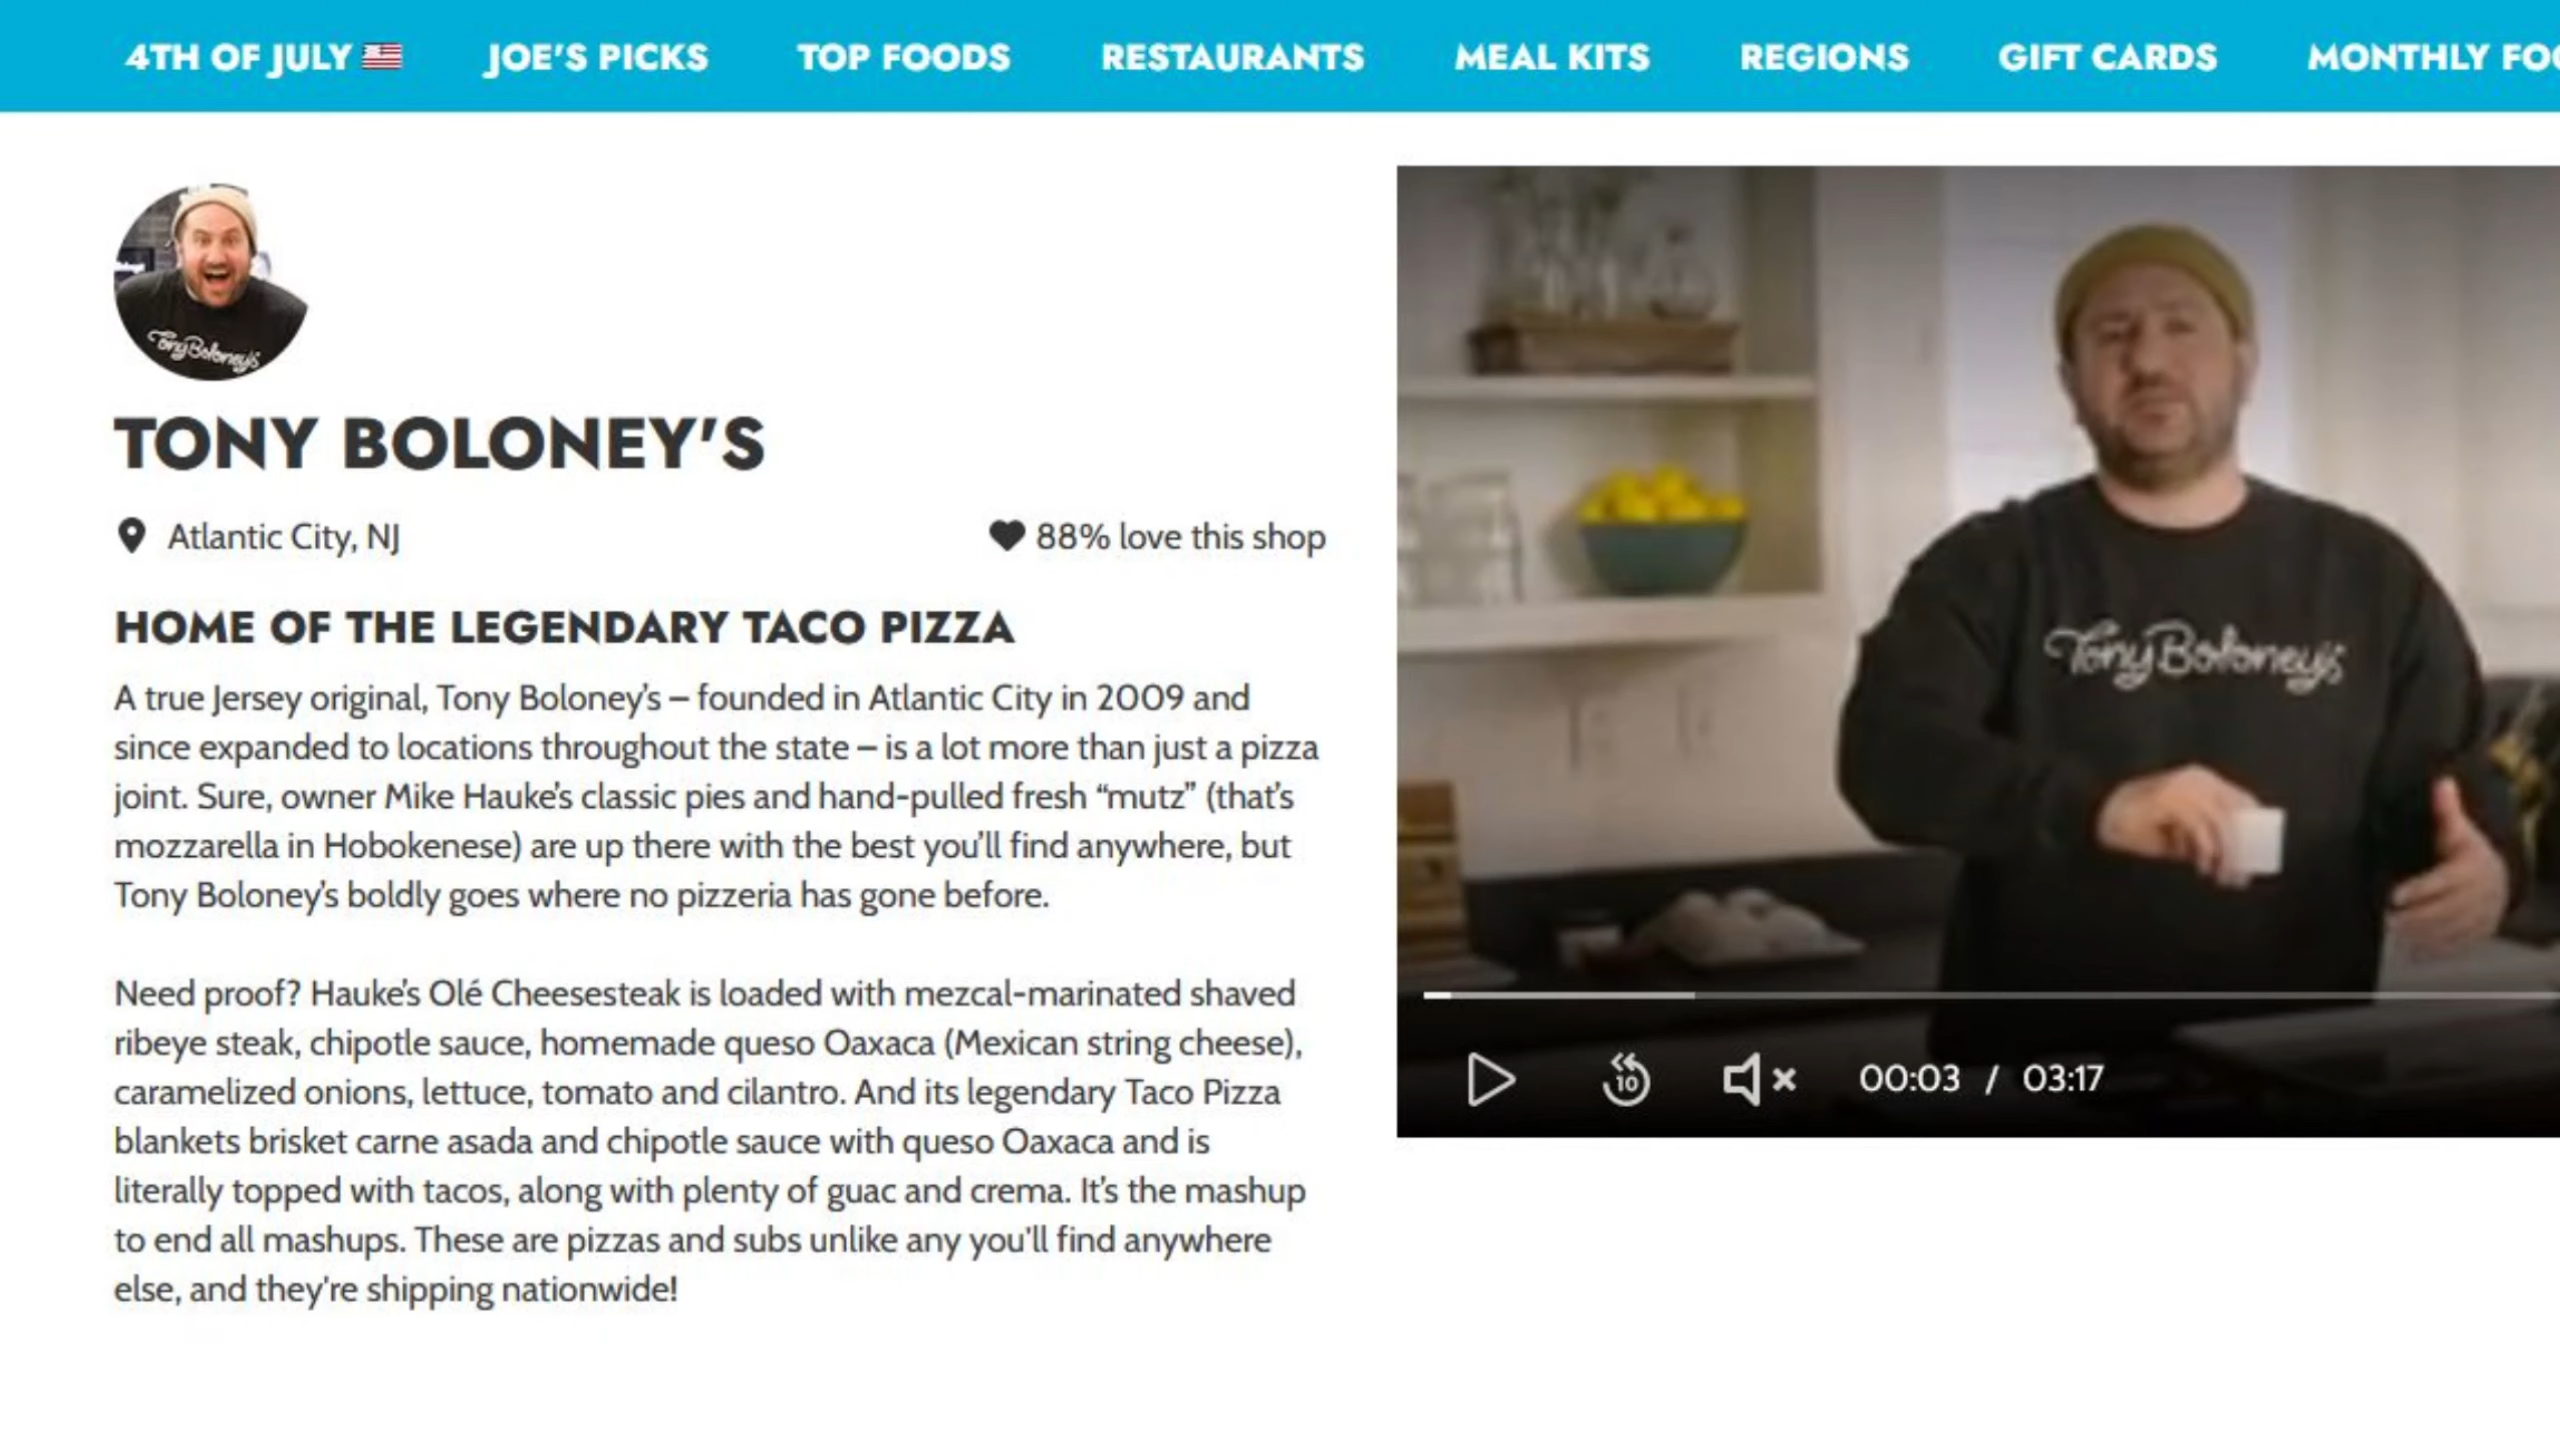 4TH OF JULY JOE'S PICKS TOP FOODS RESTAURANTS MEAL KITS REGIONS GIFT CARDS MONTHLY
Tony Boloney's
TONY BOLONEY'S
Atlantic City, NJ 88% love this shop
HOME OF THE LEGENDARY TACO PIZZA
A true Jersey original, Tony Boloney's – founded in Atlantic City in 2009 and
since expanded to locations throughout the state – is a lot more than just a pizza
joint. Sure, owner Mike Hauke's classic pies and hand-pulled fresh “mutz” (that's
mozzarella in Hobokenese) are up there with the best you'll find anywhere, but
Tony Boloney's boldly goes where no pizzeria has gone before.
Need proof? Hauke's Olé Cheesesteak is loaded with mezcal-marinated shaved
ribeye steak, chipotle sauce, homemade queso Oaxaca (Mexican string cheese),
caramelized onions, lettuce, tomato and cilantro. And its legendary Taco Pizza
blankets brisket carne asada and chipotle sauce with queso Oaxaca and is
literally topped with tacos, along with plenty of guac and crema. It's the mashup
to end all mashups. These are pizzas and subs unlike any you'll find anywhere
else, and they're shipping nationwide!
Tony Boloney's
10 00:03 / 03:17